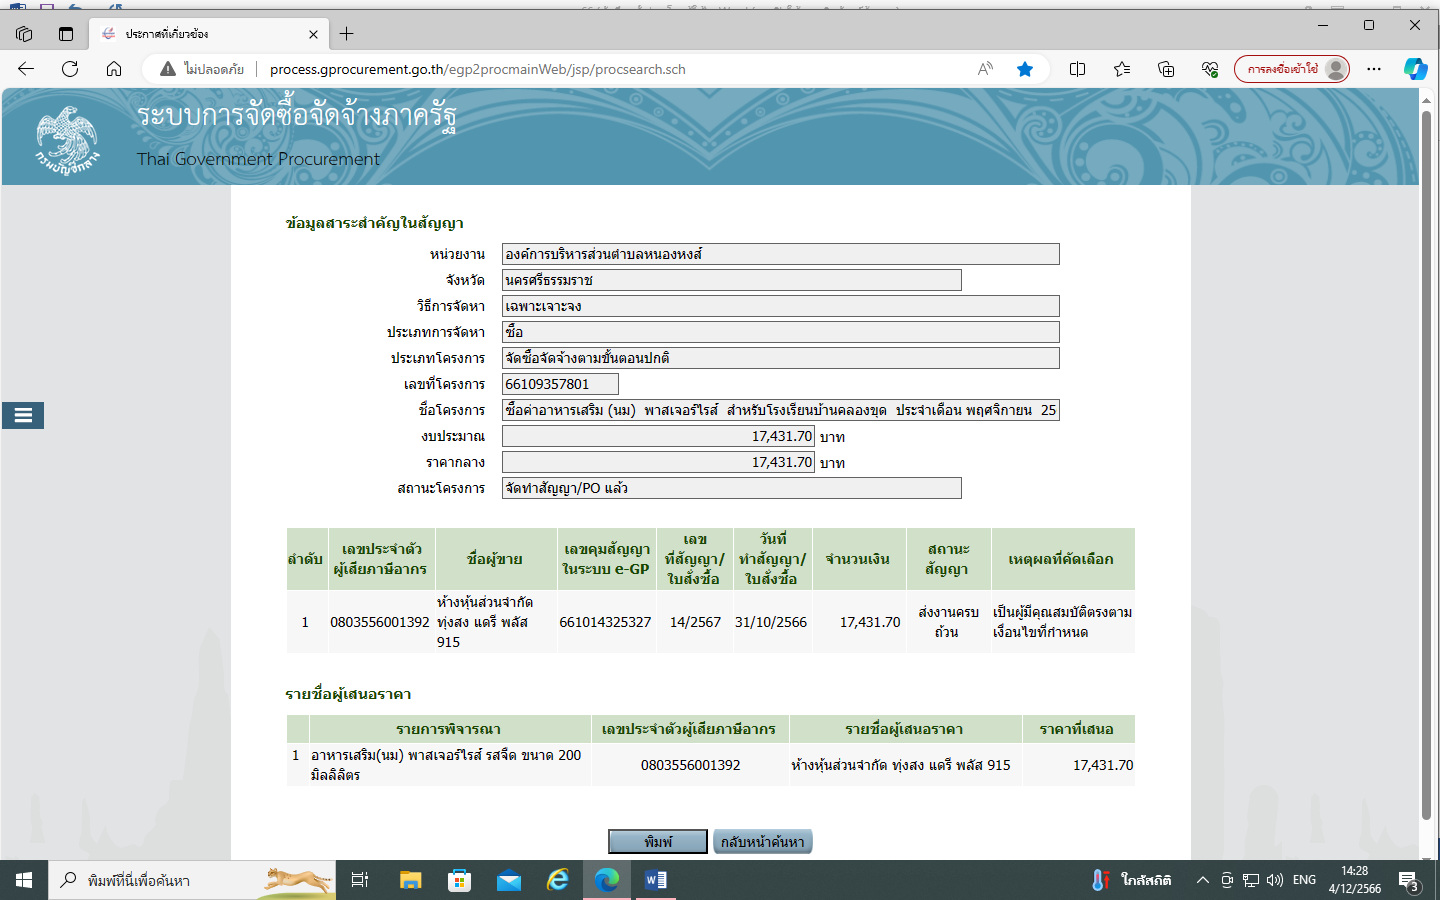 ประกาศที่เกี่ยวข้อง
ไม่ปลอดภัย
process.gprocurement.go.th/egp2procmainWeb/jsp/procsearch.sch
การลงชื่อเข้าใช้
ระบบการจัดซื้อจัดจ้างภาครัฐ
Thai Government Procurement
กรมบัญชีกลาง
ข้อมูลสาระสำคัญในสัญญา
หน่วยงาน องค์การบริหารส่วนตำบลหนองหงส์
จังหวัด นครศรีธรรมราช
วิธีการจัดหา เฉพาะเจาะจง
ประเภทการจัดหา ซื้อ
ประเภทโครงการ จัดซื้อจัดจ้างตามขั้นตอนปกติ
เลขที่โครงการ 66109357801
ชื่อโครงการ ซื้อค่าอาหารเสริม (นม) พาสเจอร์ไรส์ สำหรับโรงเรียนบ้านคลองขุด ประจำเดือน พฤศจิกายน 25
งบประมาณ 17,431.70 บาท
ราคากลาง 17,431.70 บาท
สถานะโครงการ จัดทำสัญญา/PO แล้ว
ลำดับ เลขประจำตัว ผู้เสียภาษีอากร ชื่อผู้ขาย เลขคุมสัญญา ในระบบ e-GP เลข ที่สัญญา/ ใบสั่งซื้อ วันที่ ทำสัญญา/ ใบสั่งซื้อ จำนวนเงิน สถานะ สัญญา เหตุผลที่คัดเลือก
1 0803556001392 ห้างหุ้นส่วนจำกัด ทุ่งสง แดรี่ พลัส 915 661014325327 14/2567 31/10/2566 17,431.70 ส่งงานครบ ถ้วน เป็นผู้มีคุณสมบัติตรงตาม เงื่อนไขที่กำหนด
รายชื่อผู้เสนอราคา
รายการพิจารณา เลขประจำตัวผู้เสียภาษีอากร รายชื่อผู้เสนอราคา ราคาที่เสนอ
1 อาหารเสริม(นม) พาสเจอร์ไรส์ รสจืด ขนาด 200 มิลลิลิตร 0803556001392 ห้างหุ้นส่วนจำกัด ทุ่งสง แดรี่ พลัส 915 17,431.70
พิมพ์ กลับหน้าค้นหา
พิมพ์ที่นี่เพื่อค้นหา
ใกล้สถิติ
ENG
14:28
4/12/2566
3